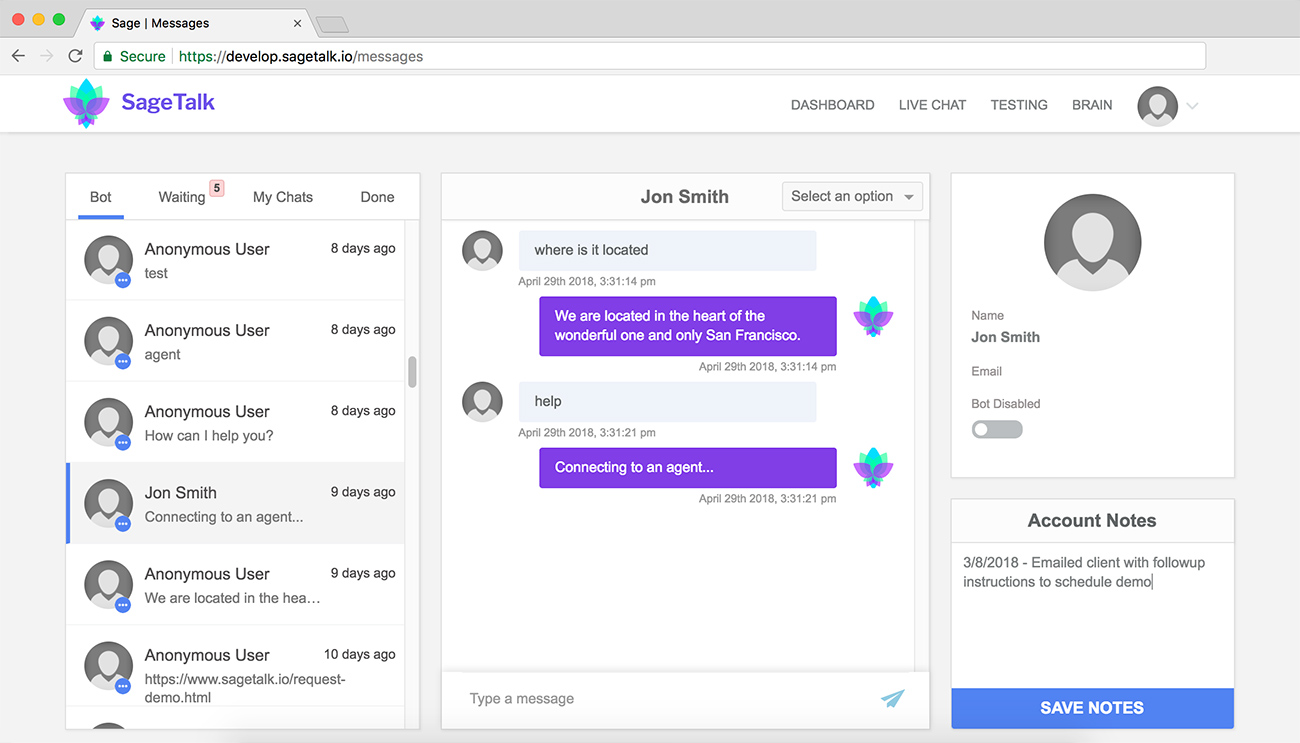 Sage | Messages
Secure https://develop.sagetalk.io/messages
SageTalk
DASHBOARD LIVE CHAT TESTING BRAIN
Bot Waiting 5 My Chats Done
Anonymous User 8 days ago
test
Anonymous User 8 days ago
agent
Anonymous User 8 days ago
How can I help you?
Jon Smith 9 days ago
Connecting to an agent...
Anonymous User 9 days ago
We are located in the hea…
Anonymous User 10 days ago
https://www.sagetalk.io/request-
demo.html
Jon Smith Select an option
where is it located
April 29th 2018, 3:31:14 pm
We are located in the heart of the
wonderful one and only San Francisco.
April 29th 2018, 3:31:14 pm
help
April 29th 2018, 3:31:21 pm
Connecting to an agent...
April 29th 2018, 3:31:21 pm
Type a message
Name
Jon Smith
Email
Bot Disabled
Account Notes
3/8/2018 - Emailed client with followup
instructions to schedule demo
SAVE NOTES